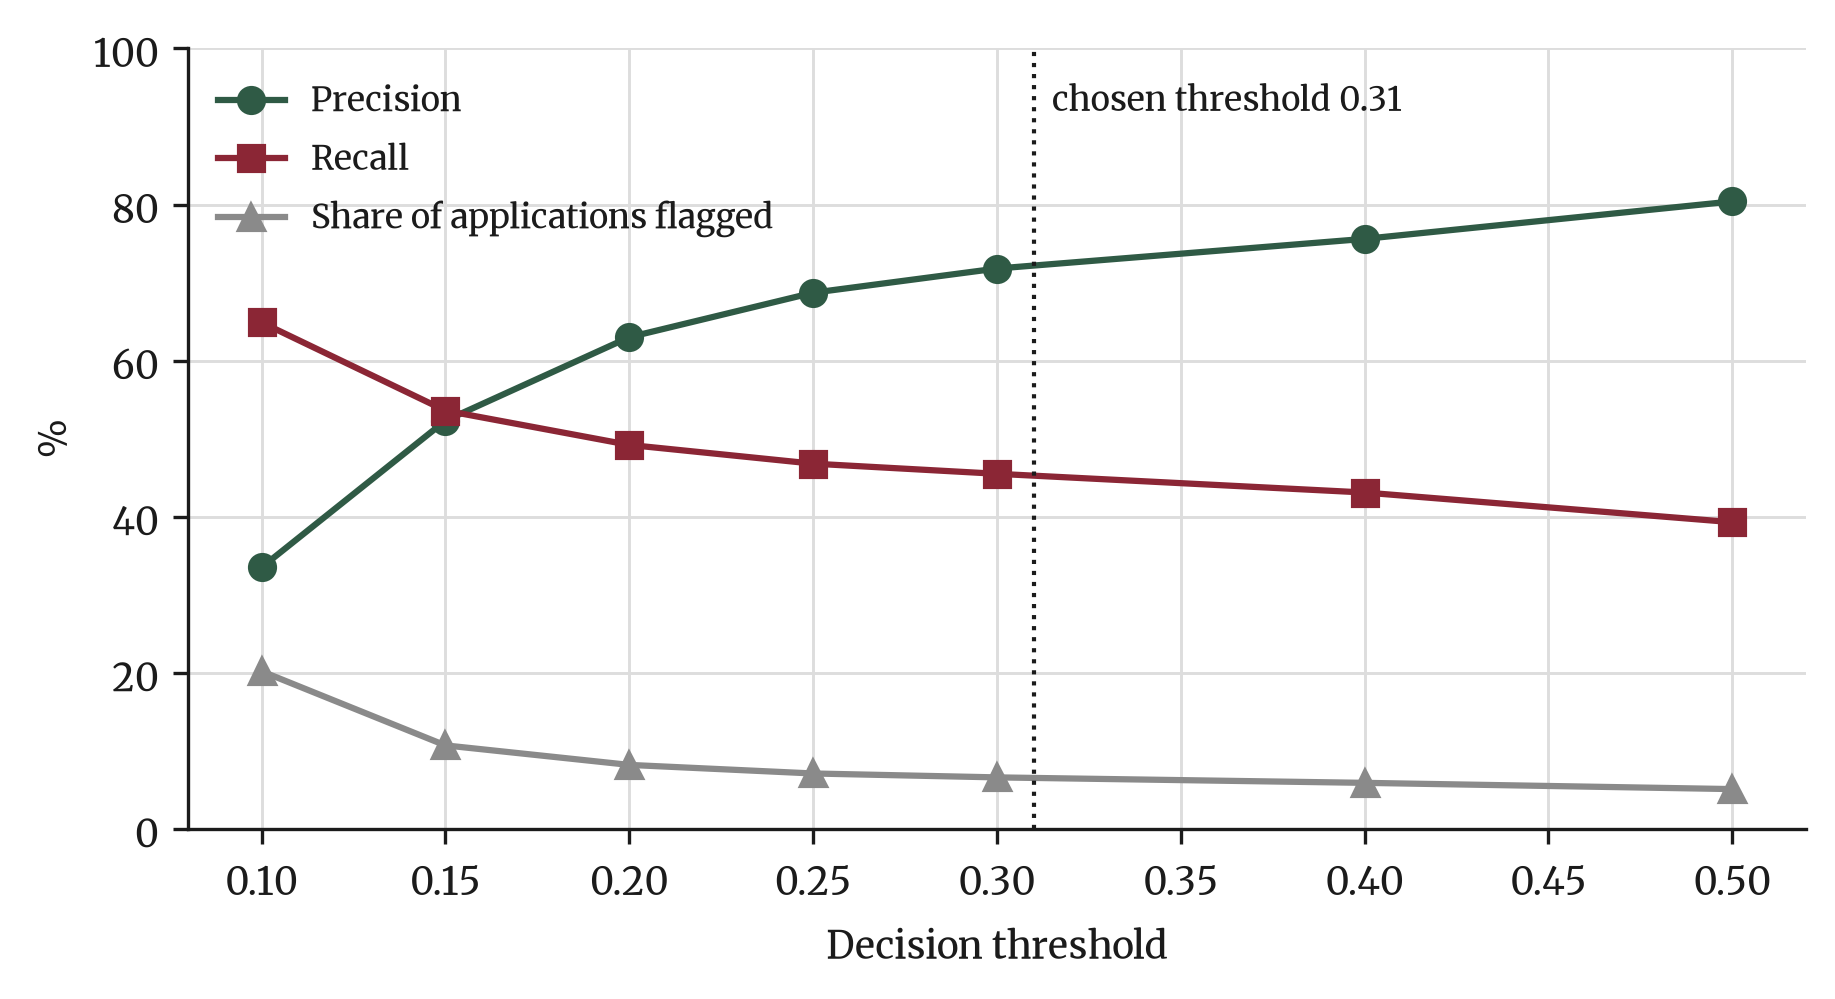 100
80
60
40
20
0
%
Precision
Recall
Share of applications flagged
chosen threshold 0.31
0.10 0.15 0.20 0.25 0.30 0.35 0.40 0.45 0.50
Decision threshold